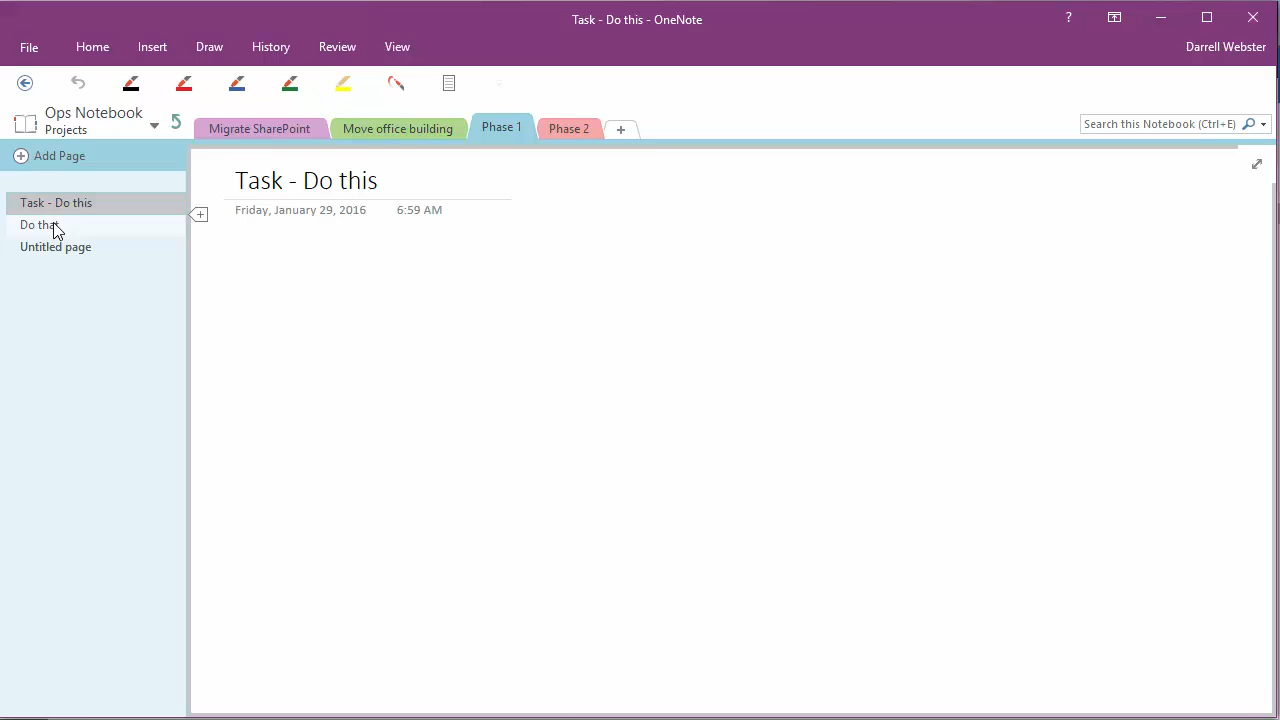 Task - Do this - OneNote
?
File Home Insert Draw History Review View
Darrell Webster
Ops Notebook
Projects
Migrate SharePoint
Move office building
Phase 1
Phase 2
Search this Notebook (Ctrl+E)
Add Page
Task - Do this
Do that
Untitled page
Task - Do this
Friday, January 29, 2016 6:59 AM